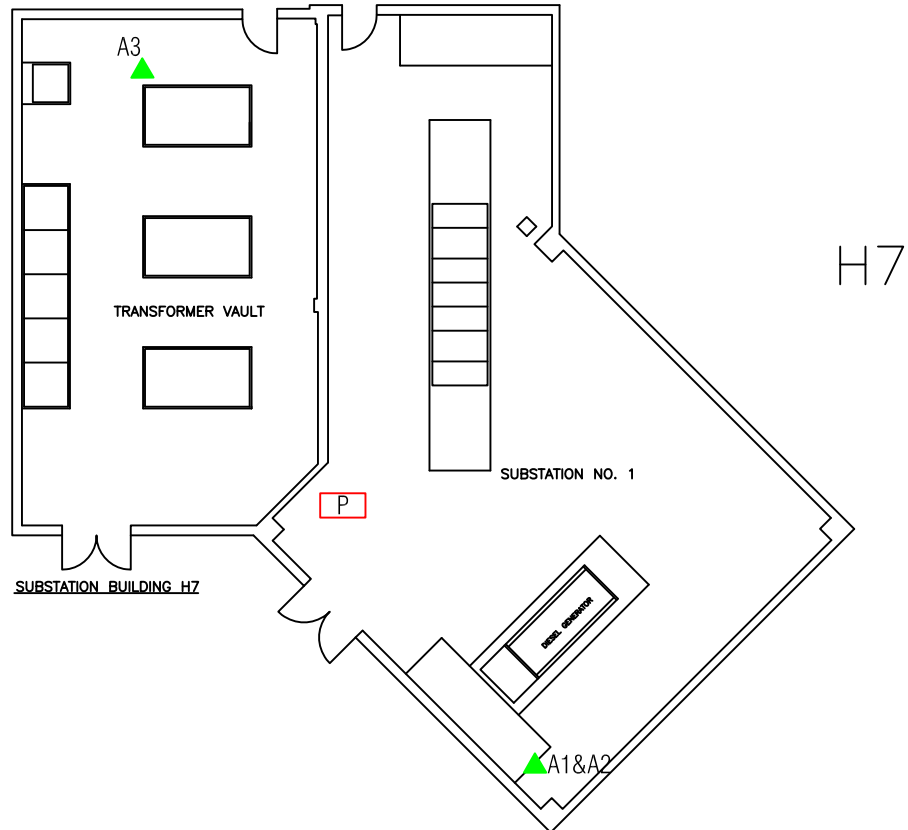 A3
H7
TRANSFORMER VAULT
SUBSTATION NO. 1
P
SUBSTATION BUILDING H7
DIESEL GENERATOR
A1&A2